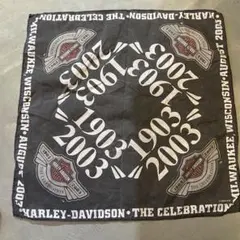 HARLEY-DAVIDSON·THE CELEBRATION·
MILWAUKEE, WISCONSIN·AUGUST 2003
MILWAUKEE, WISCONSIN·AUGUST 2003
2003
1903
2003
1903
1903
2003
1903
2003
HARLEY-DAVIDSON · THE CELEBRATION·